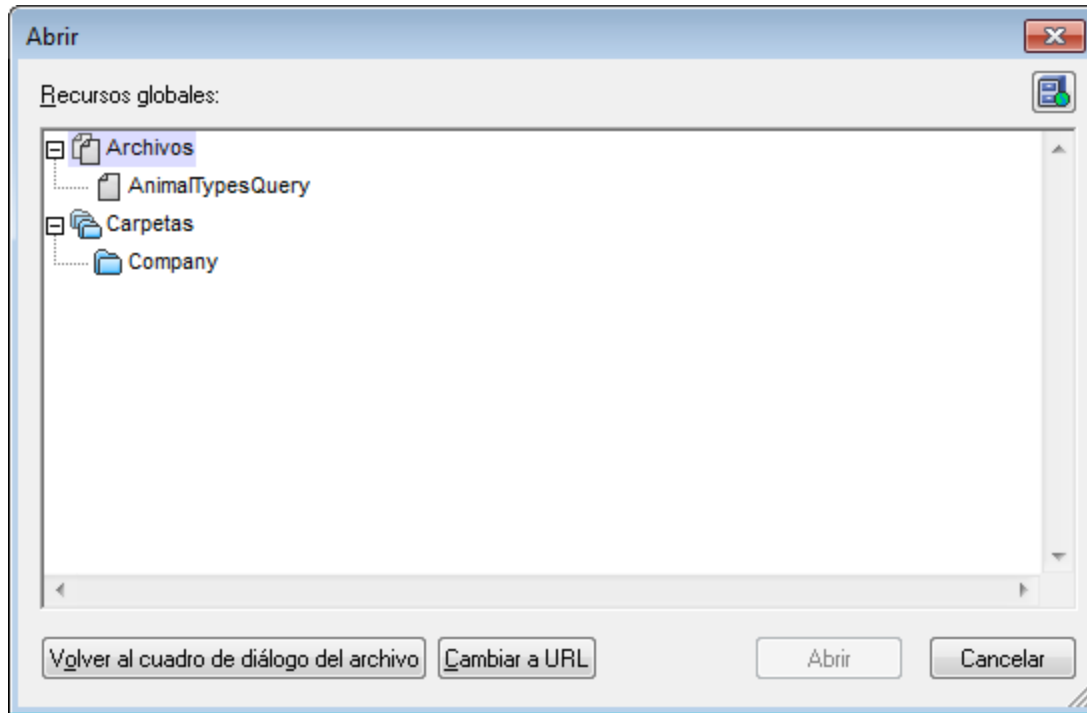 Abrir
Recursos globales:
Archivos
AnimalTypesQuery
Carpetas
Company
Volver al cuadro de diálogo del archivo Cambiar a URL Abrir Cancelar